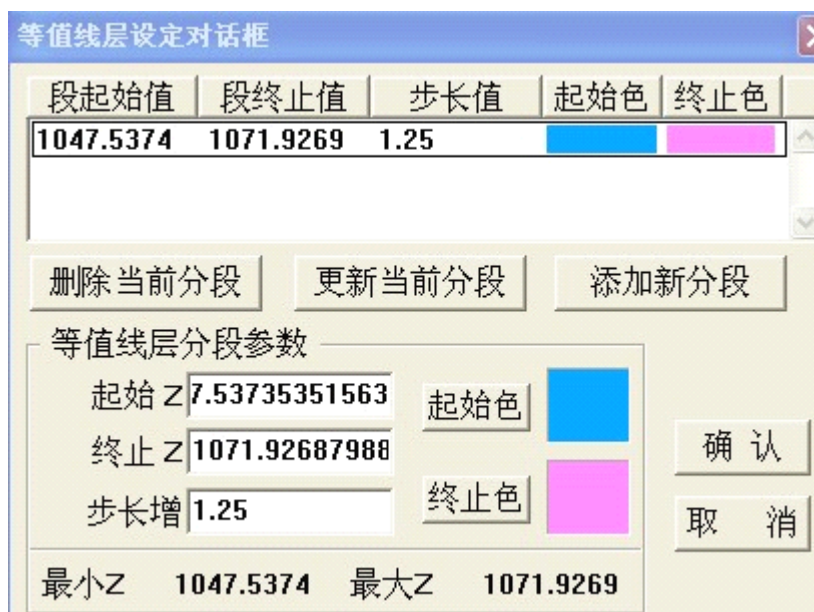 等值线层设定对话框
段起始值 段终止值 步长值 起始色 终止色
1047.5374 1071.9269 1.25
删除当前分段 更新当前分段 添加新分段
等值线层分段参数
起始 Z 7.53735351563 起始色
终止 Z 1071.92687988 终止色
步长增 1.25
确 认
取 消
最小Z 1047.5374 最大Z 1071.9269